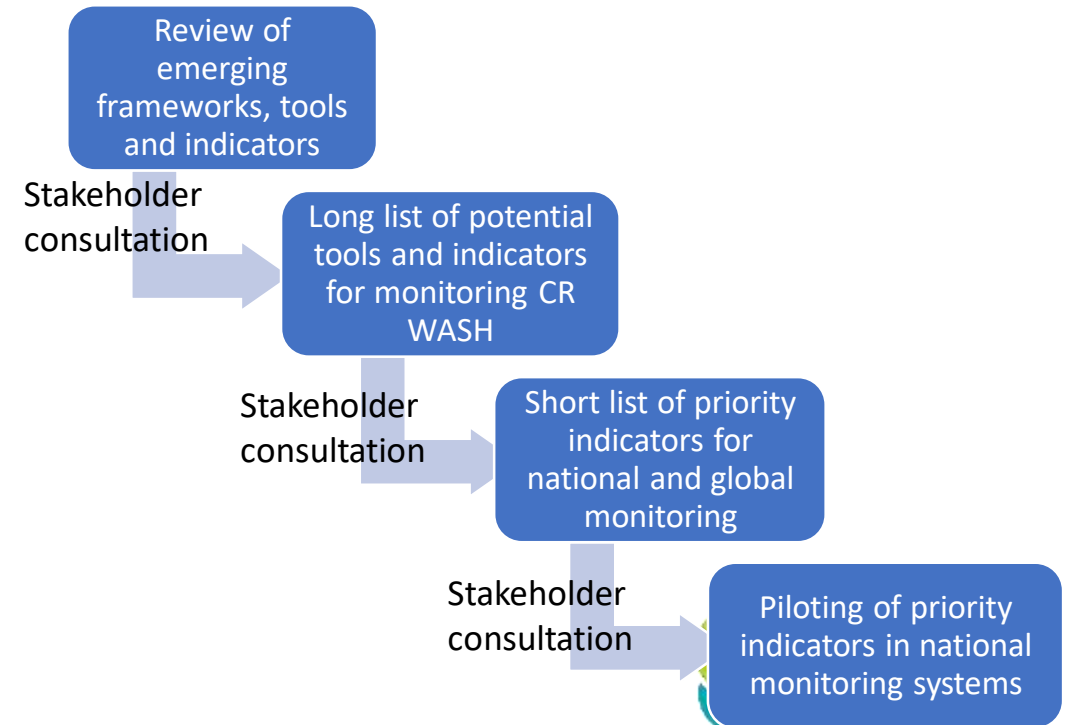 Review of
emerging
frameworks, tools
and indicators
Stakeholder
consultation
Long list of potential
tools and indicators
for monitoring CR
WASH
Stakeholder
consultation
Short list of priority
indicators for
national and global
monitoring
Stakeholder
consultation
Piloting of priority
indicators in national
monitoring systems